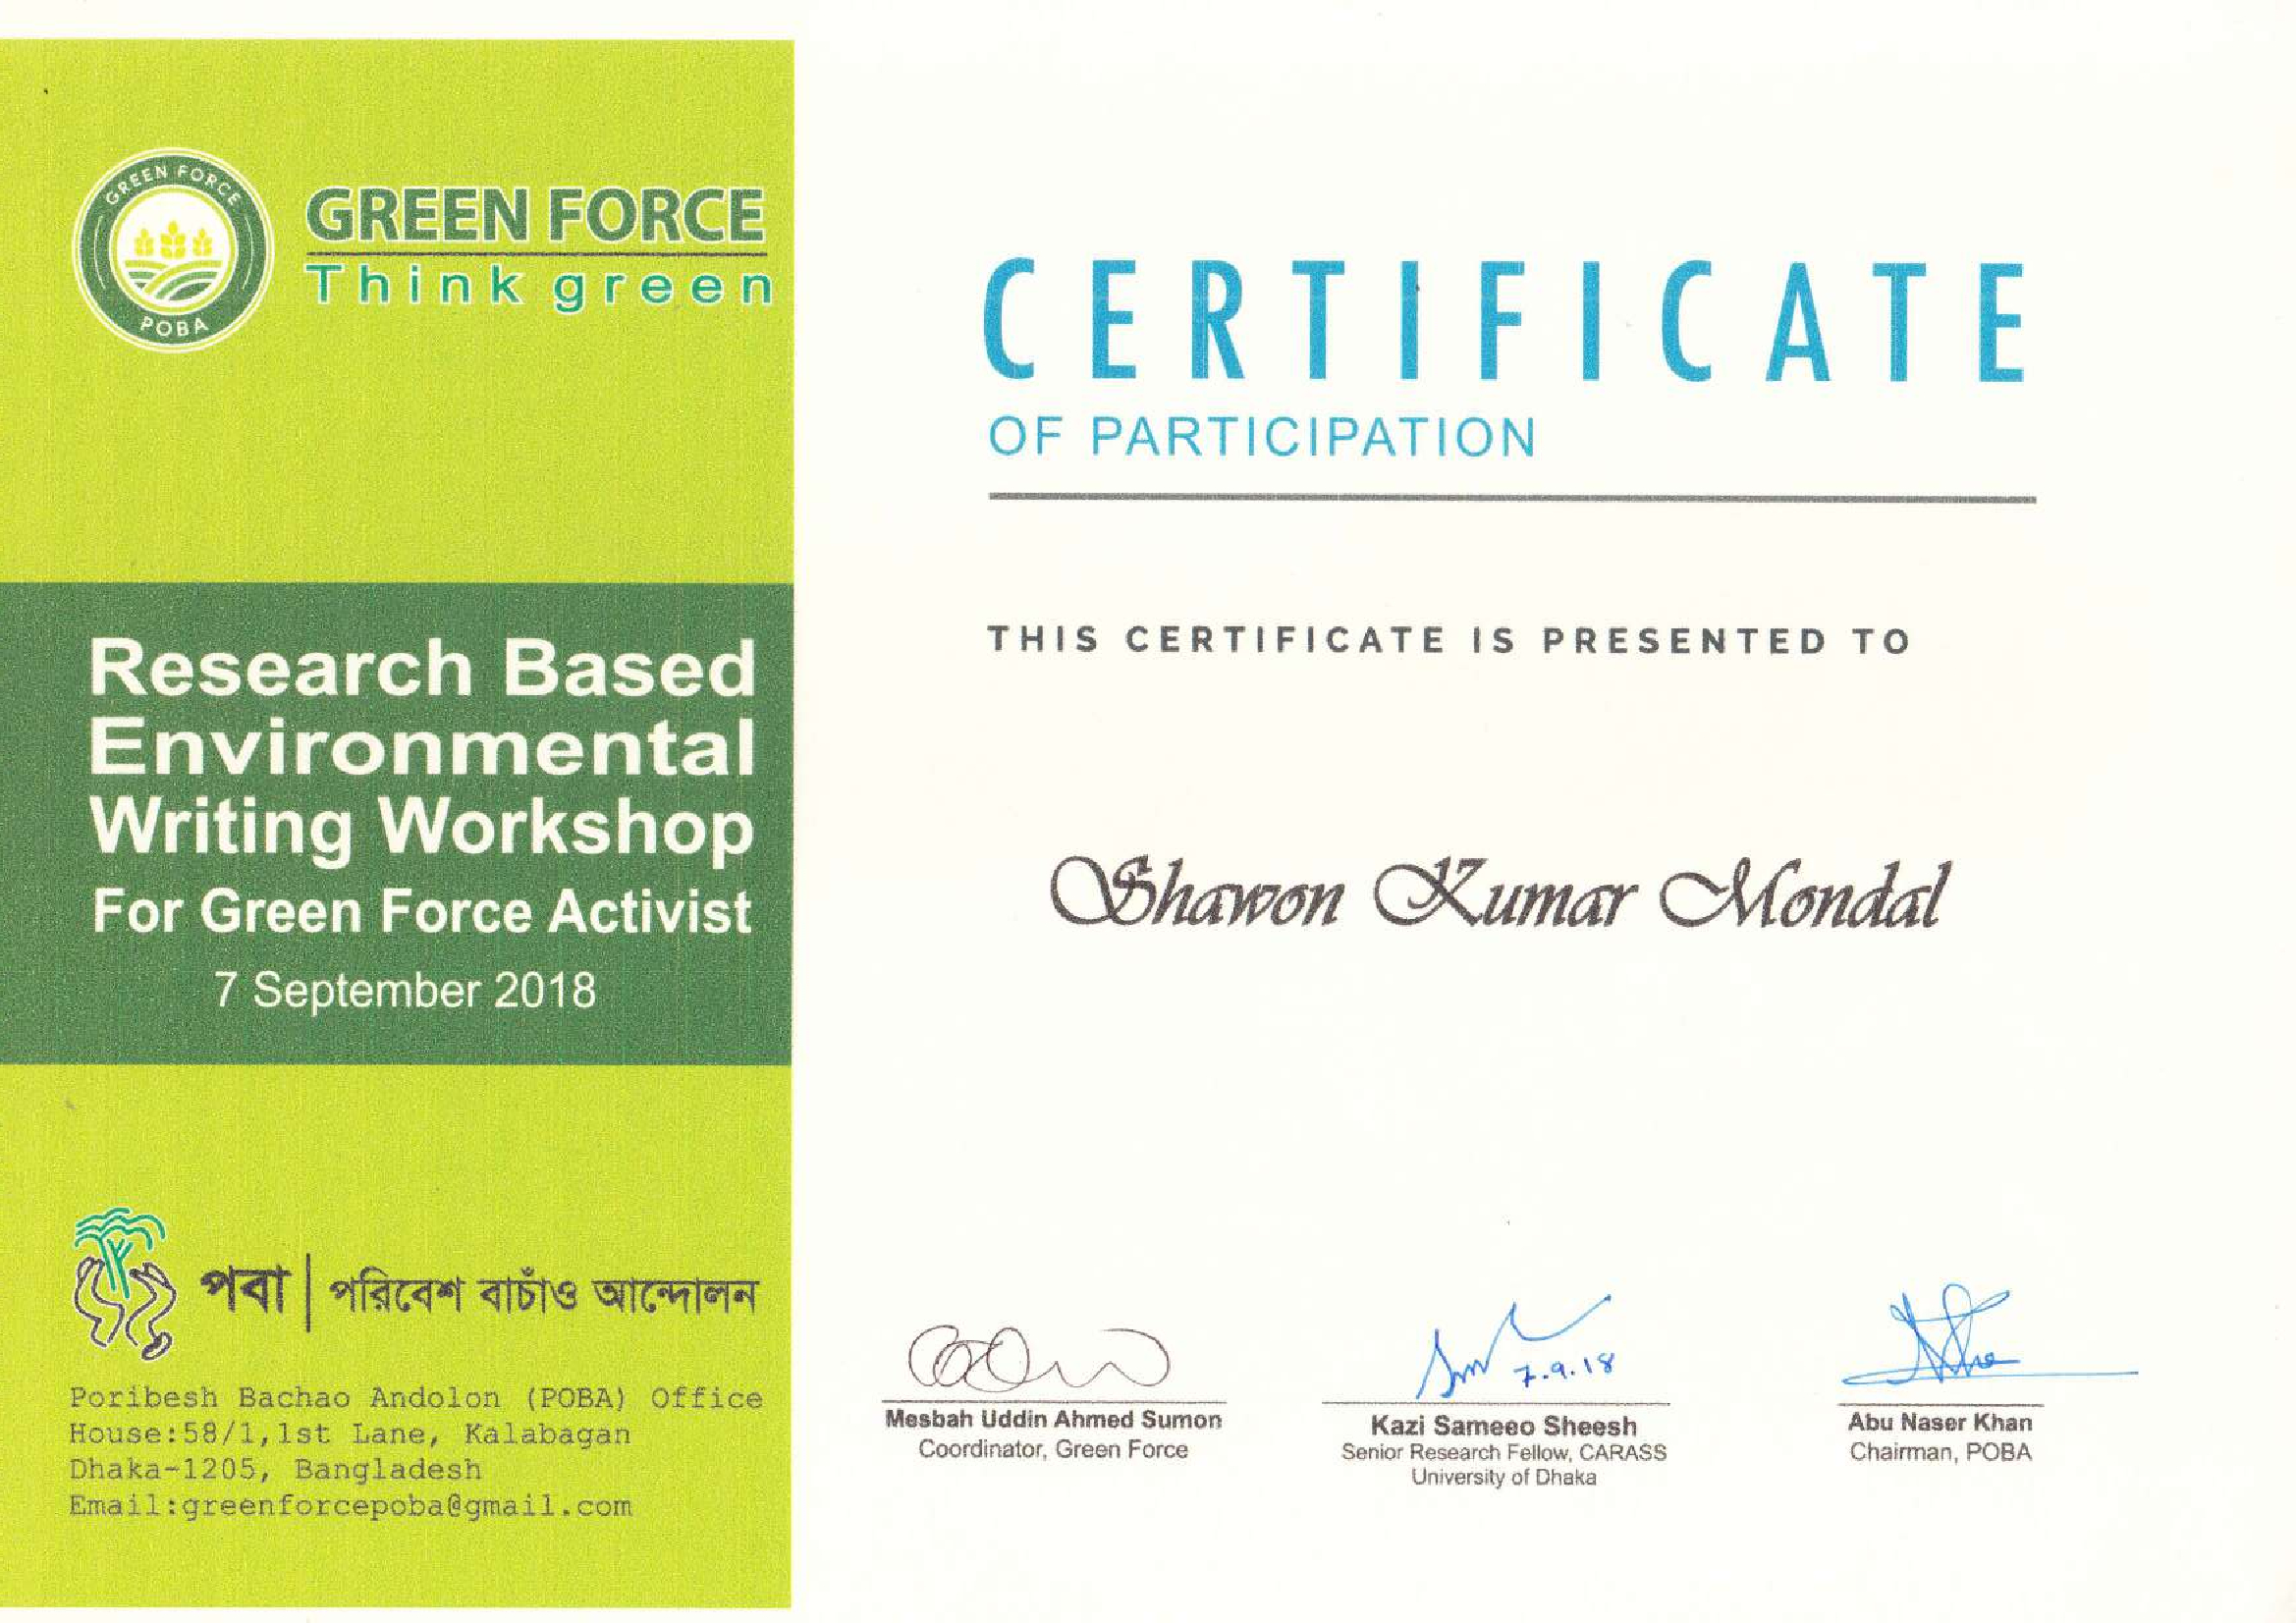 GREEN FORCE
POBA
GREEN FORCE
Think green
Research Based
Environmental
Writing Workshop
For Green Force Activist
7 September 2018
পবা | পরিবেশ বাচাঁও আন্দোলন
Poribesh Bachao Andolon (POBA) Office
House:58/1,1st Lane, Kalabagan
Dhaka-1205, Bangladesh
Email:greenforcepoba@gmail.com
CERTIFICATE
OF PARTICIPATION
THIS CERTIFICATE IS PRESENTED TO
Shawon Kumar Mondal
7.9.18
Mesbah Uddin Ahmed Sumon
Coordinator, Green Force
Kazi Sameeo Sheesh
Senior Research Fellow, CARASS
University of Dhaka
Abu Naser Khan
Chairman, POBA